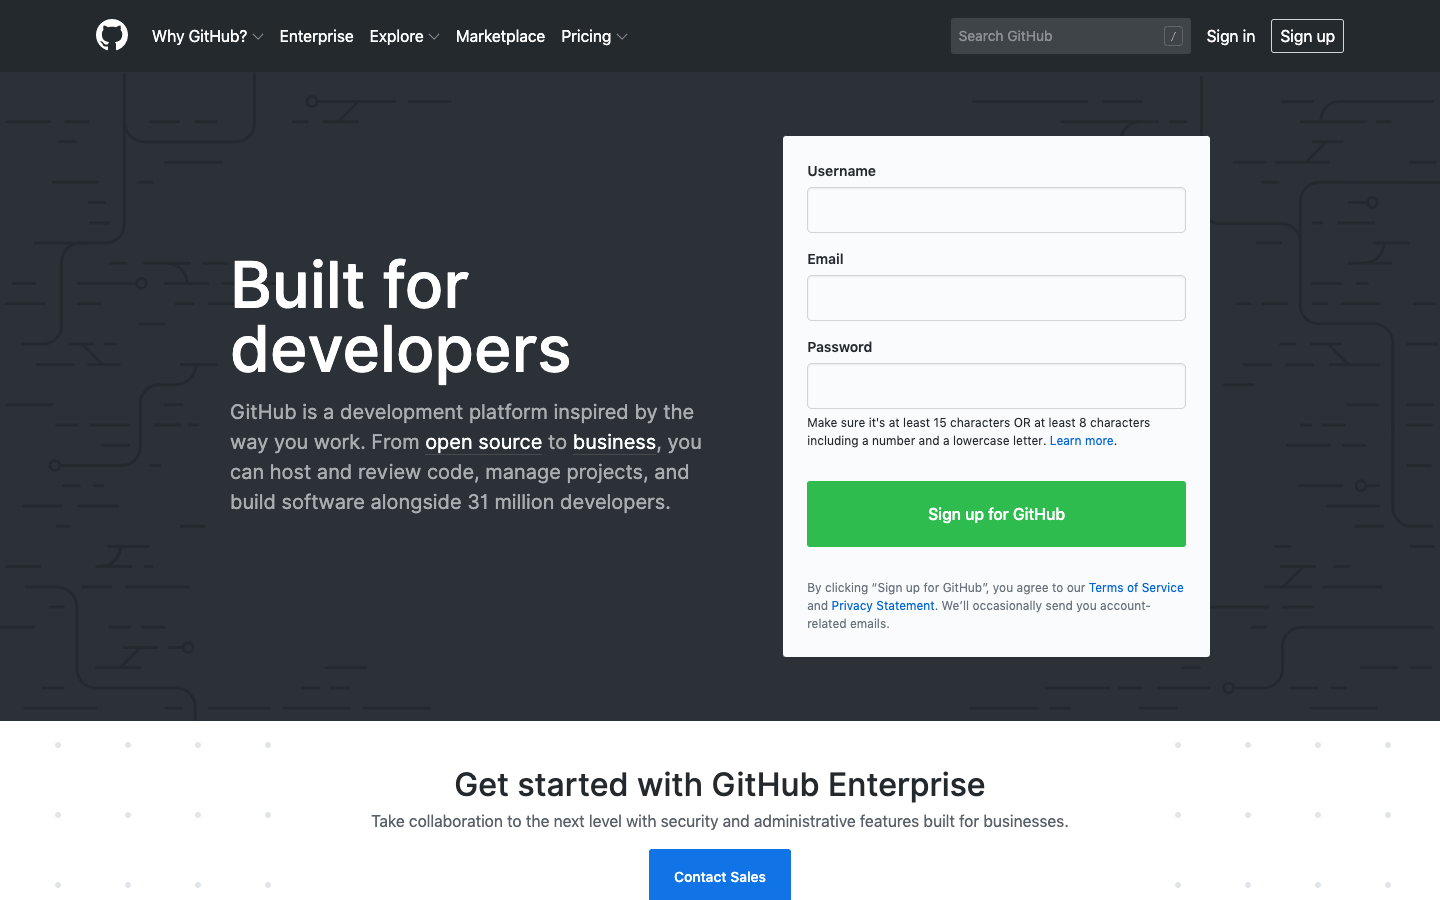 Why GitHub? Enterprise Explore Marketplace Pricing Search GitHub / Sign in Sign up
Built for
developers
GitHub is a development platform inspired by the
way you work. From open source to business, you
can host and review code, manage projects, and
build software alongside 31 million developers.
Username
Email
Password
Make sure it's at least 15 characters OR at least 8 characters
including a number and a lowercase letter. Learn more.
Sign up for GitHub
By clicking “Sign up for GitHub”, you agree to our Terms of Service
and Privacy Statement. We’ll occasionally send you account-
related emails.
Get started with GitHub Enterprise
Take collaboration to the next level with security and administrative features built for businesses.
Contact Sales